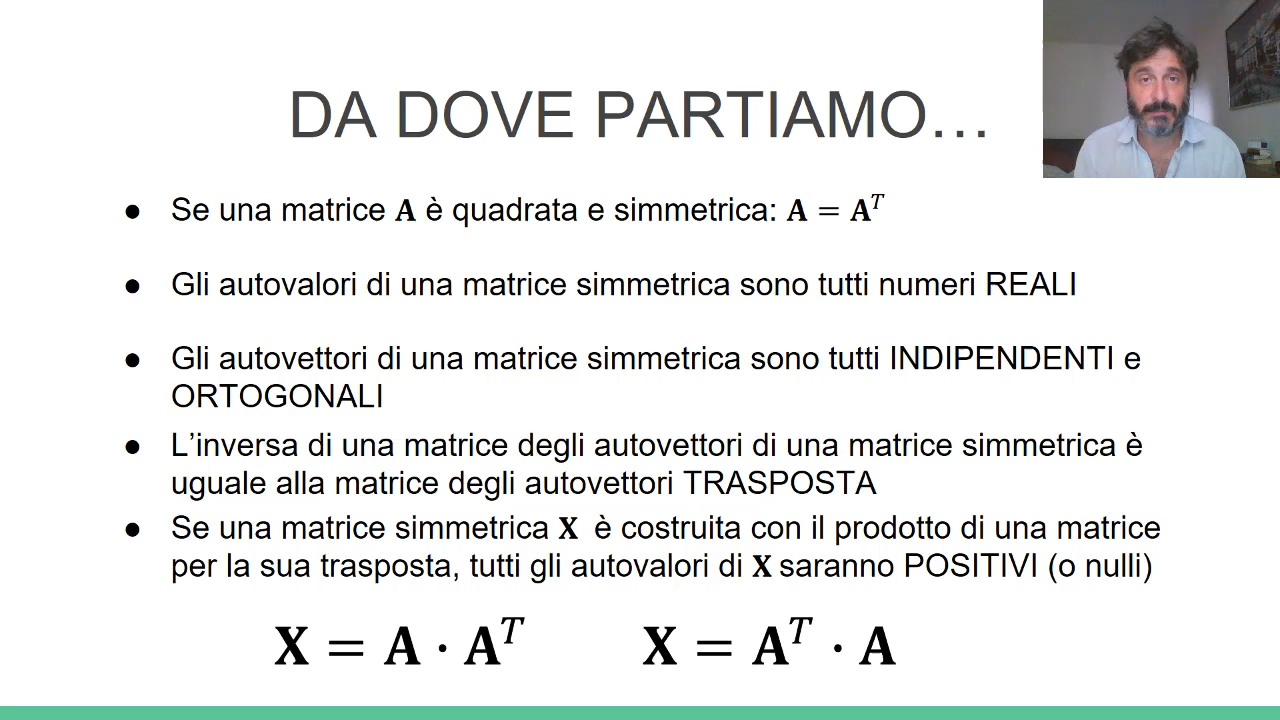 DA DOVE PARTIAMO…
● Se una matrice A è quadrata e simmetrica: A = Aᵀ
● Gli autovalori di una matrice simmetrica sono tutti numeri REALI
● Gli autovettori di una matrice simmetrica sono tutti INDIPENDENTI e
ORTOGONALI
● L’inversa di una matrice degli autovettori di una matrice simmetrica è
uguale alla matrice degli autovettori TRASPOSTA
● Se una matrice simmetrica X è costruita con il prodotto di una matrice
per la sua trasposta, tutti gli autovalori di X saranno POSITIVI (o nulli)
X = A · Aᵀ X = Aᵀ · A